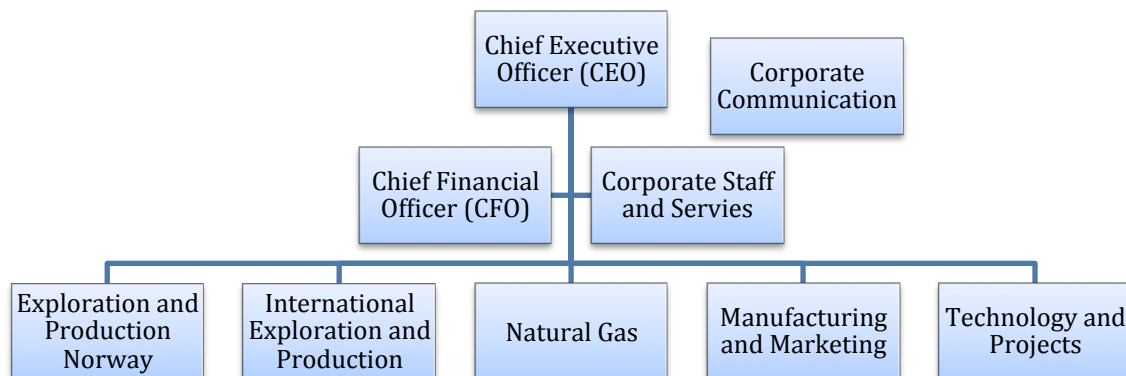 Chief Executive
Officer (CEO)
Corporate
Communication
Chief Financial
Officer (CFO)
Corporate Staff
and Servies
Exploration and
Production
Norway
International
Exploration and
Production
Natural Gas
Manufacturing
and Marketing
Technology and
Projects